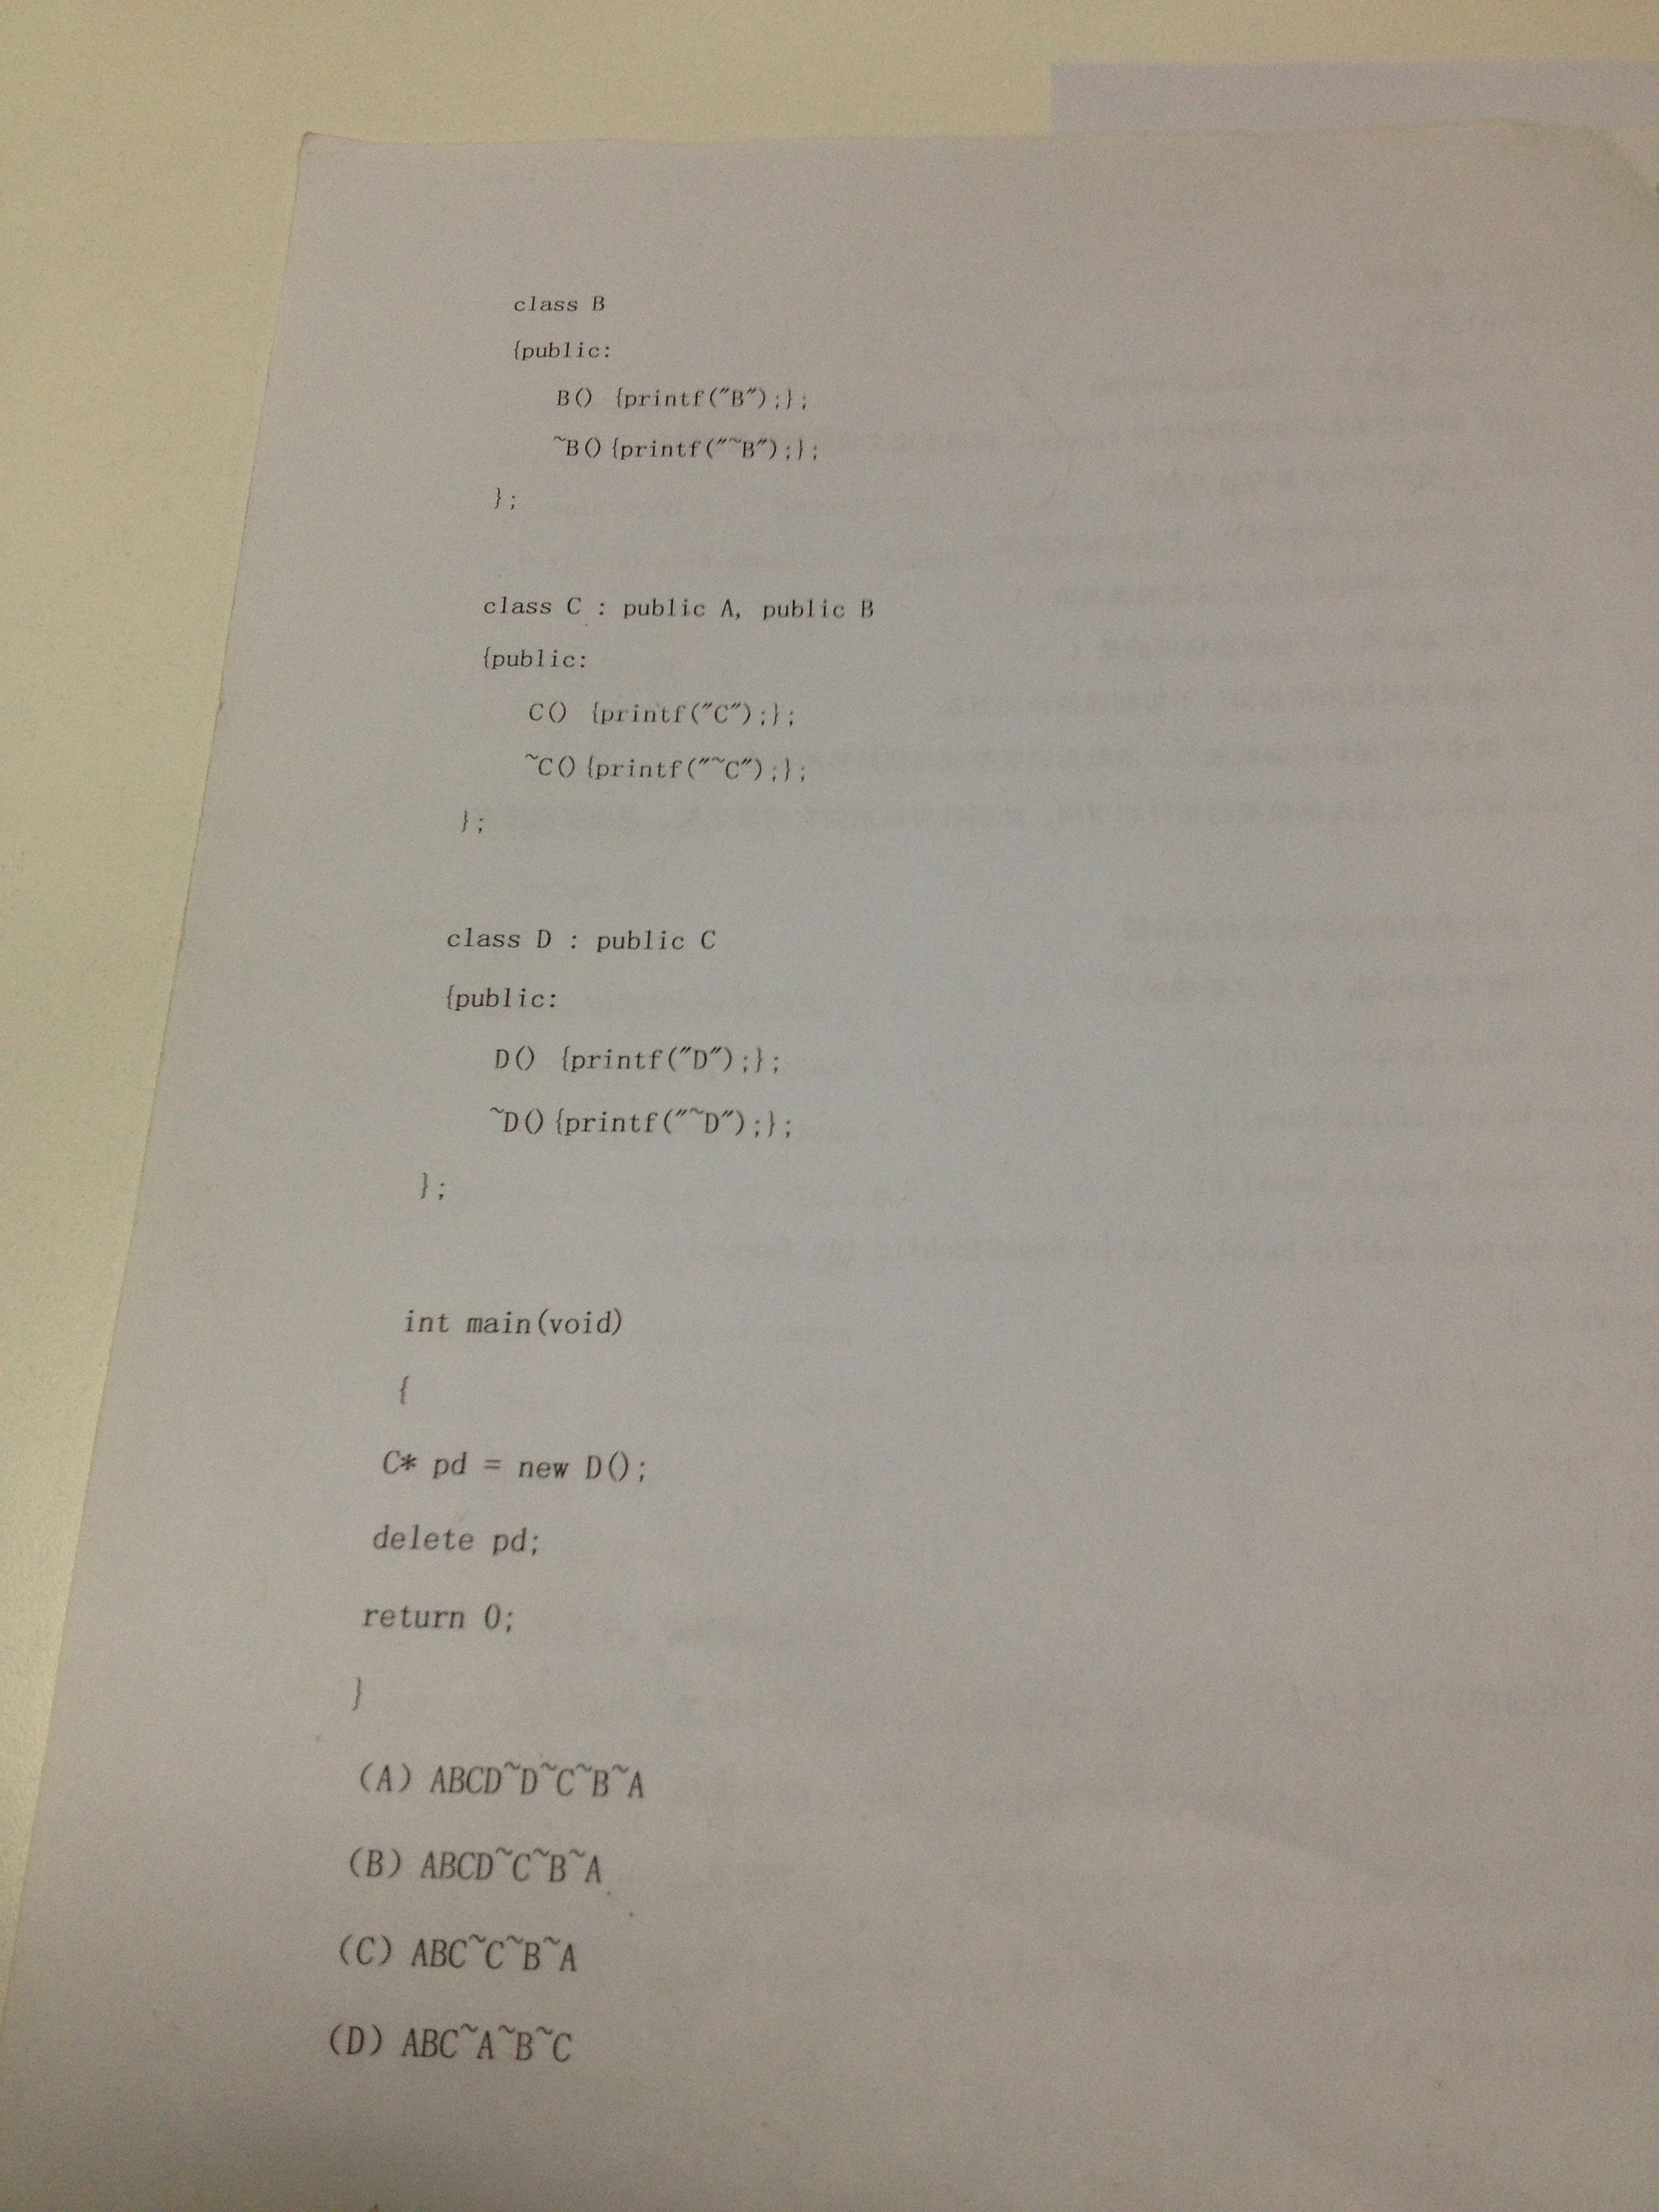 class B
{public:
B() {printf("B");};
~B(){printf("~B");};
};
class C : public A, public B
{public:
C() {printf("C");};
~C(){printf("~C");};
};
class D : public C
{public:
D() {printf("D");};
~D(){printf("~D");};
};
int main(void)
{
C* pd = new D();
delete pd;
return 0;
}
(A) ABCD~D~C~B~A
(B) ABCD~C~B~A
(C) ABC~C~B~A
(D) ABC~A~B~C